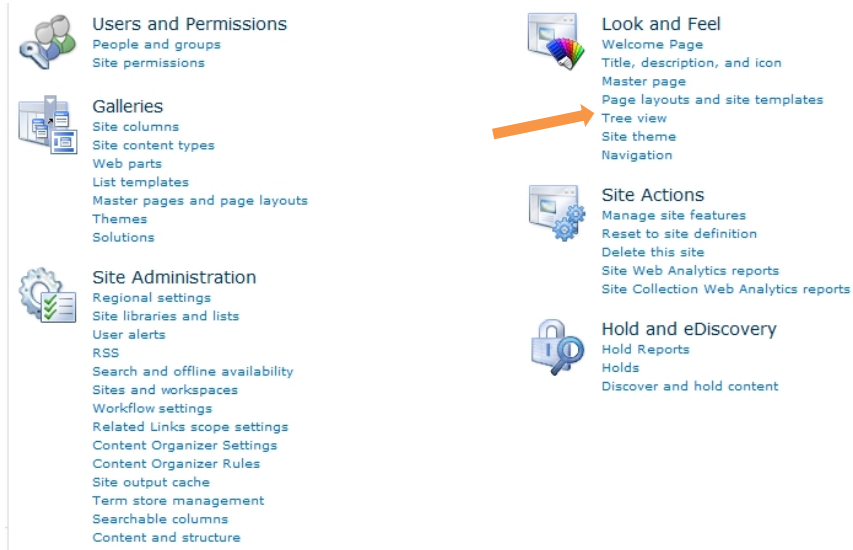 Users and Permissions
People and groups
Site permissions
Galleries
Site columns
Site content types
Web parts
List templates
Master pages and page layouts
Themes
Solutions
Site Administration
Regional settings
Site libraries and lists
User alerts
RSS
Search and offline availability
Sites and workspaces
Workflow settings
Related Links scope settings
Content Organizer Settings
Content Organizer Rules
Site output cache
Term store management
Searchable columns
Content and structure
Look and Feel
Welcome Page
Title, description, and icon
Master page
Page layouts and site templates
Tree view
Site theme
Navigation
Site Actions
Manage site features
Reset to site definition
Delete this site
Site Web Analytics reports
Site Collection Web Analytics reports
Hold and eDiscovery
Hold Reports
Holds
Discover and hold content